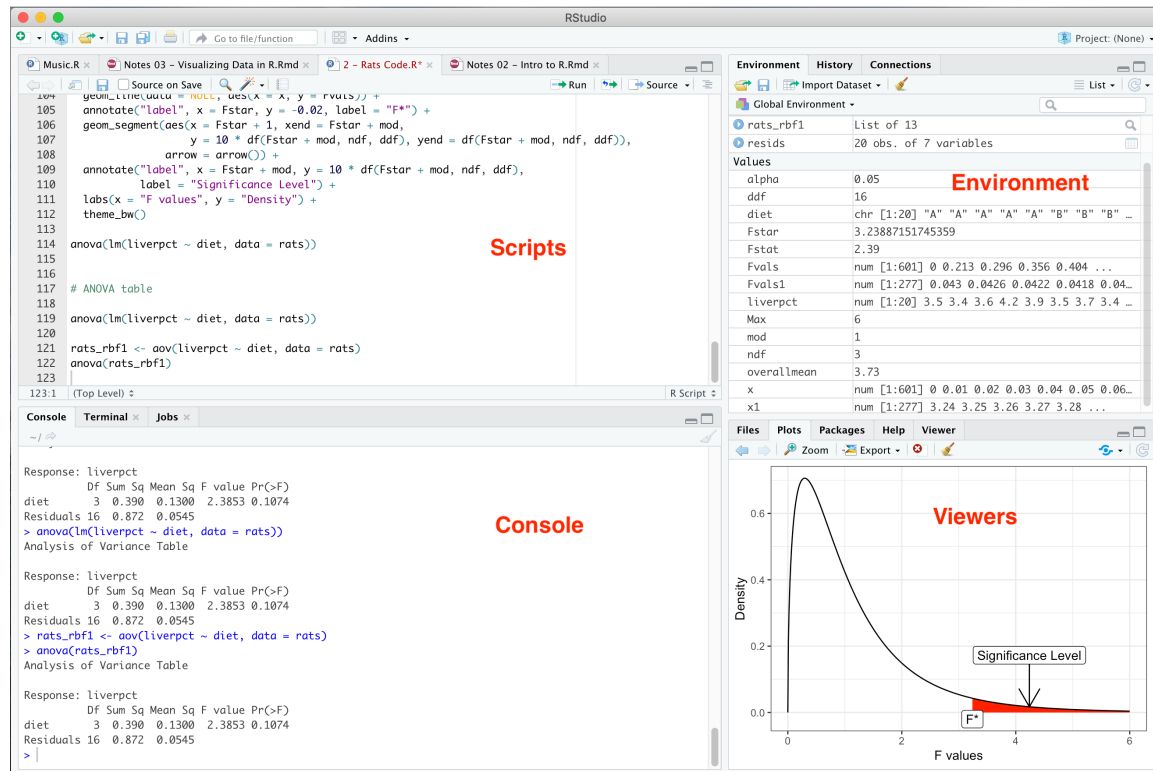 RStudio
Go to file/function
Addins
Project: (None)
Music.R
Notes 03 - Visualizing Data in R.Rmd
2 - Rats Code.R*
Notes 02 - Intro to R.Rmd
Source on Save
Run
Source
104 geom_line(data = NULL, aes(x = x, y = Fvals)) +
105 annotate("label", x = Fstar, y = -0.02, label = "F*") +
106 geom_segment(aes(x = Fstar + 1, xend = Fstar + mod,
107 y = 10 * df(Fstar + mod, ndf, ddf), yend = df(Fstar + mod, ndf, ddf)),
108 arrow = arrow()) +
109 annotate("label", x = Fstar + mod, y = 10 * df(Fstar + mod, ndf, ddf),
110 label = "Significance Level") +
111 labs(x = "F values", y = "Density") +
112 theme_bw()
113
114 anova(lm(liverpct ~ diet, data = rats))
115
116
117 # ANOVA table
118
119 anova(lm(liverpct ~ diet, data = rats))
120
121 rats_rbf1 <- aov(liverpct ~ diet, data = rats)
122 anova(rats_rbf1)
123
Scripts
123:1 (Top Level) R Script
Console Terminal Jobs
~/
Response: liverpct
Df Sum Sq Mean Sq F value Pr(>F)
diet 3 0.390 0.1300 2.3853 0.1074
Residuals 16 0.872 0.0545
> anova(lm(liverpct ~ diet, data = rats))
Analysis of Variance Table
Response: liverpct
Df Sum Sq Mean Sq F value Pr(>F)
diet 3 0.390 0.1300 2.3853 0.1074
Residuals 16 0.872 0.0545
> rats_rbf1 <- aov(liverpct ~ diet, data = rats)
> anova(rats_rbf1)
Analysis of Variance Table
Response: liverpct
Df Sum Sq Mean Sq F value Pr(>F)
diet 3 0.390 0.1300 2.3853 0.1074
Residuals 16 0.872 0.0545
>
Console
Environment History Connections
Import Dataset
List
Global Environment
rats_rbf1 List of 13
resids 20 obs. of 7 variables
Values
alpha 0.05
ddf 16
diet chr [1:20] "A" "A" "A" "A" "A" "B" "B" "B" …
Fstar 3.23887151745359
Fstat 2.39
Fvals num [1:601] 0 0.213 0.296 0.356 0.404 ...
Fvals1 num [1:277] 0.043 0.0426 0.0422 0.0418 0.04…
liverpct num [1:20] 3.5 3.4 3.6 4.2 3.9 3.5 3.7 3.4 …
Max 6
mod 1
ndf 3
overallmean 3.73
x num [1:601] 0 0.01 0.02 0.03 0.04 0.05 0.06…
x1 num [1:277] 3.24 3.25 3.26 3.27 3.28 ...
Environment
Files Plots Packages Help Viewer
Zoom Export
Viewers
Density
0.6
0.4
0.2
0.0
Significance Level
F*
0 2 4 6
F values